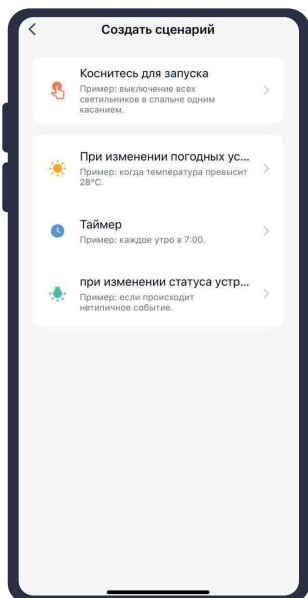 Создать сценарий
Коснитесь для запуска
Пример: выключение всех
светильников в спальне одним
касанием.
При изменении погодных ус...
Пример: когда температура превысит
28°C.
Таймер
Пример: каждое утро в 7:00.
при изменении статуса устр...
Пример: если происходит
нетипичное событие.